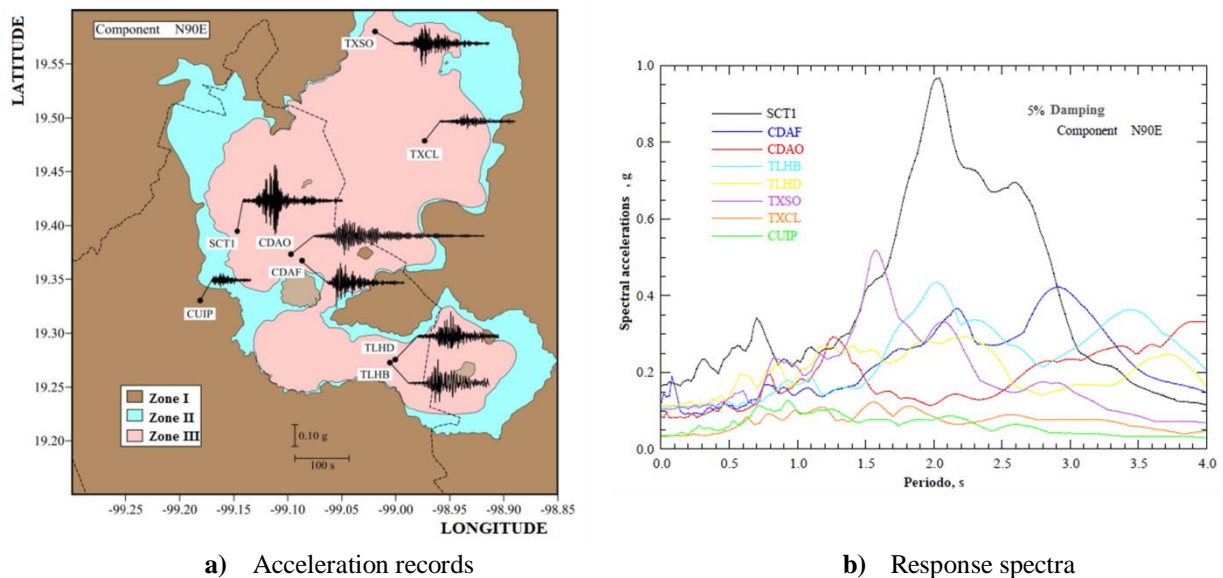 LATITUDE
Component N90E
19.55
19.50
19.45
19.40
19.35
19.30
19.25
19.20
TXSO
TXCL
SCT1
CDAO
CDAF
CUIP
TLHD
TLHB
Zone I
Zone II
Zone III
0.10 g
100 s
-99.25 -99.20 -99.15 -99.10 -99.05 -99.00 -98.95 -98.90 -98.85
LONGITUDE
a) Acceleration records
Spectral accelerations , g
1.0
0.8
0.6
0.4
0.2
0.0
SCT1
CDAF
CDAO
TLHB
TLHD
TXSO
TXCL
CUIP
5% Damping
Component N90E
0.0 0.5 1.0 1.5 2.0 2.5 3.0 3.5 4.0
Periodo, s
b) Response spectra